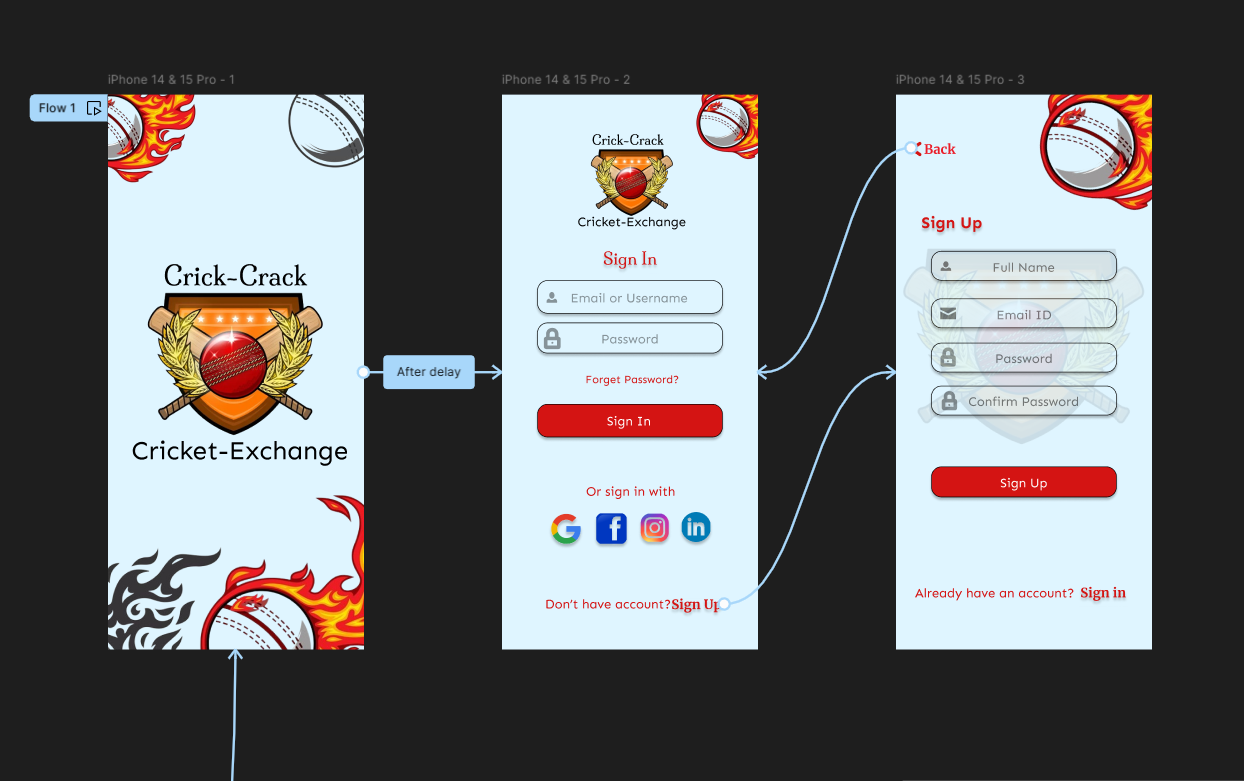 iPhone 14 & 15 Pro - 1
Flow 1
Crick-Crack
Cricket-Exchange
After delay
iPhone 14 & 15 Pro - 2
Crick-Crack
Cricket-Exchange
Sign In
Email or Username
Password
Forget Password?
Sign In
Or sign in with
Don't have account?Sign Up
iPhone 14 & 15 Pro - 3
Back
Sign Up
Full Name
Email ID
Password
Confirm Password
Sign Up
Already have an account? Sign in